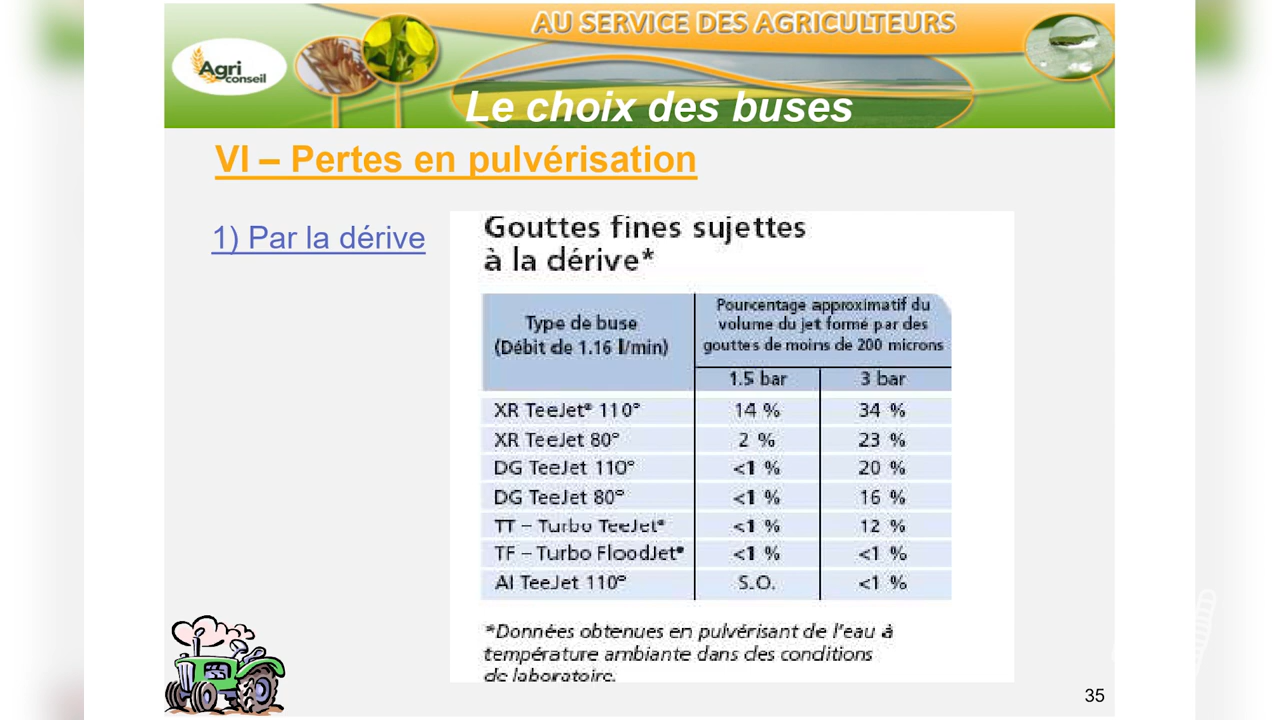 AU SERVICE DES AGRICULTEURS
Agri
conseil
Le choix des buses
VI – Pertes en pulvérisation
1) Par la dérive
Gouttes fines sujettes
à la dérive*
Type de buse
(Débit de 1.16 l/min)
Pourcentage approximatif du
volume du jet formé par des
gouttes de moins de 200 microns
1.5 bar 3 bar
XR TeeJet® 110° 14 % 34 %
XR TeeJet 80° 2 % 23 %
DG TeeJet 110° <1 % 20 %
DG TeeJet 80° <1 % 16 %
TT – Turbo TeeJet® <1 % 12 %
TF – Turbo FloodJet® <1 % <1 %
AI TeeJet 110° S.O. <1 %
*Données obtenues en pulvérisant de l'eau à
température ambiante dans des conditions
de laboratoire.
35